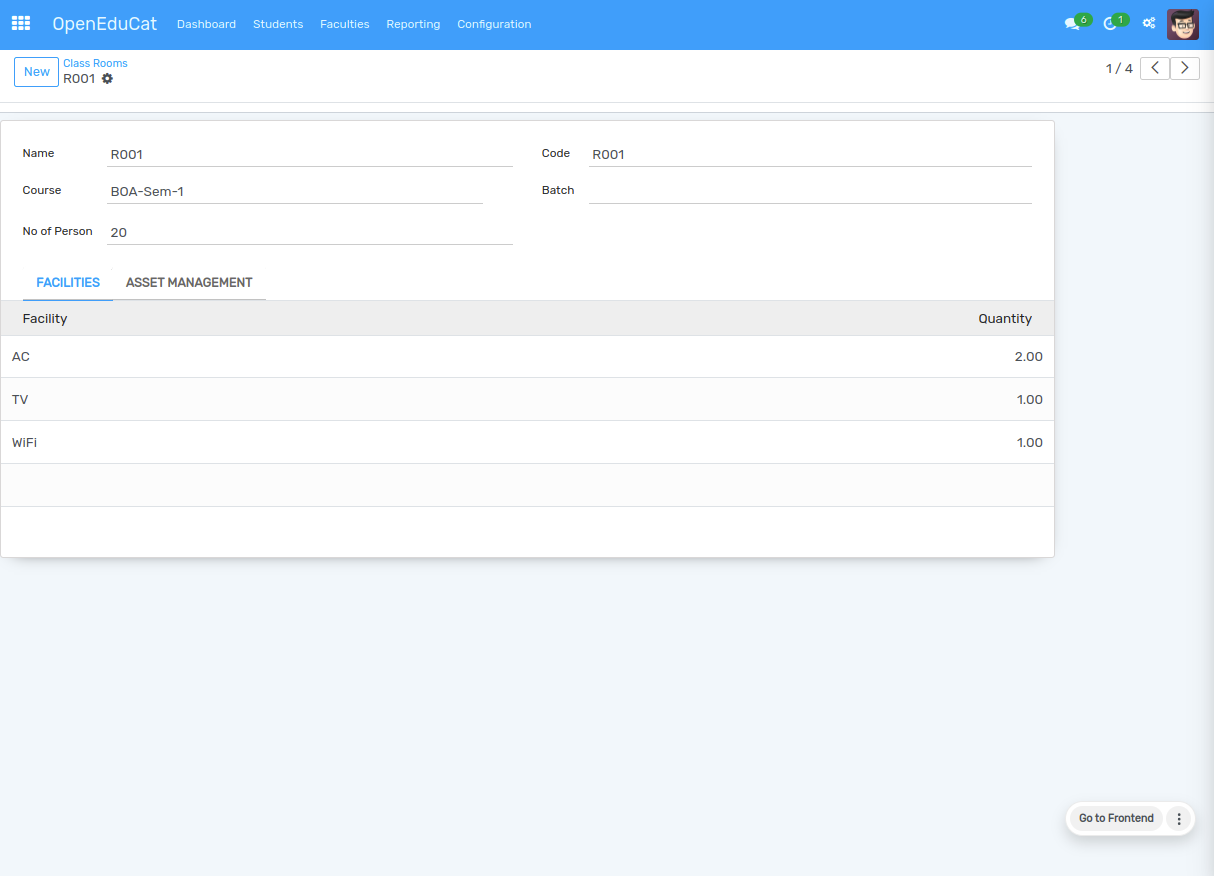 OpenEduCat Dashboard Students Faculties Reporting Configuration 6 1
New Class Rooms
R001
1 / 4
Name R001 Code R001
Course BOA-Sem-1 Batch
No of Person 20
FACILITIES ASSET MANAGEMENT
Facility Quantity
AC 2.00
TV 1.00
WiFi 1.00
Go to Frontend